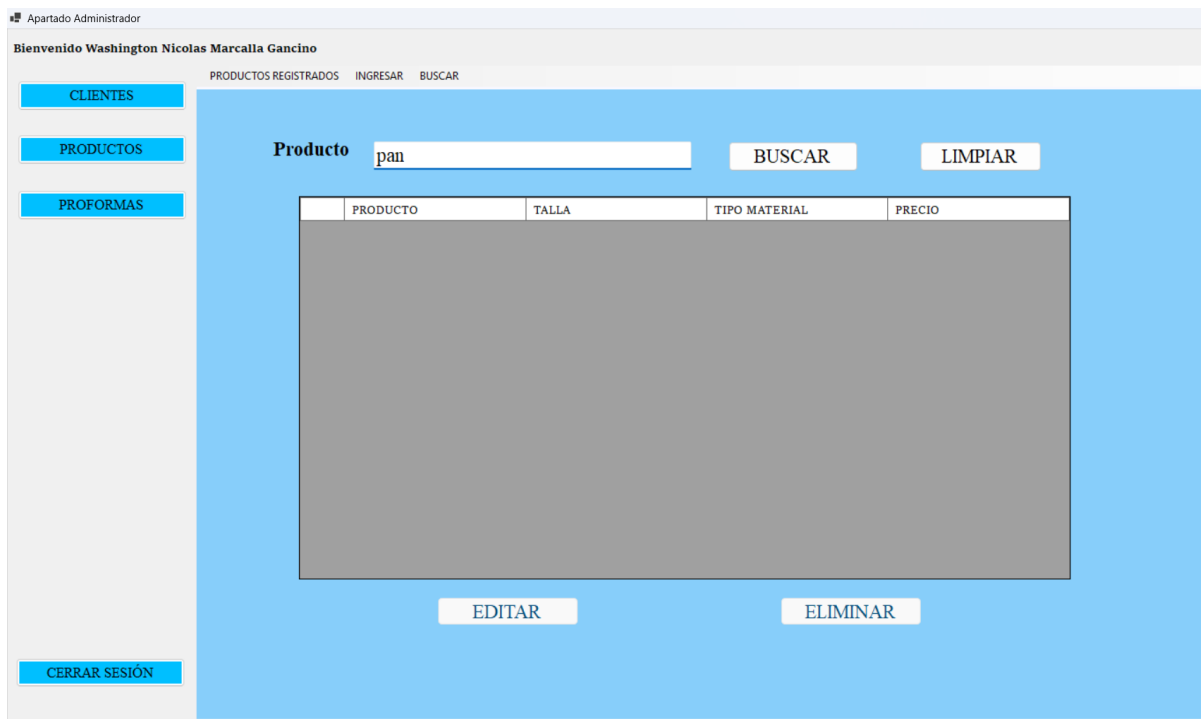 Apartado Administrador
Bienvenido Washington Nicolas Marcalla Gancino
PRODUCTOS REGISTRADOS INGRESAR BUSCAR
CLIENTES
PRODUCTOS
PROFORMAS
CERRAR SESIÓN
Producto pan BUSCAR LIMPIAR
PRODUCTO TALLA TIPO MATERIAL PRECIO
EDITAR ELIMINAR